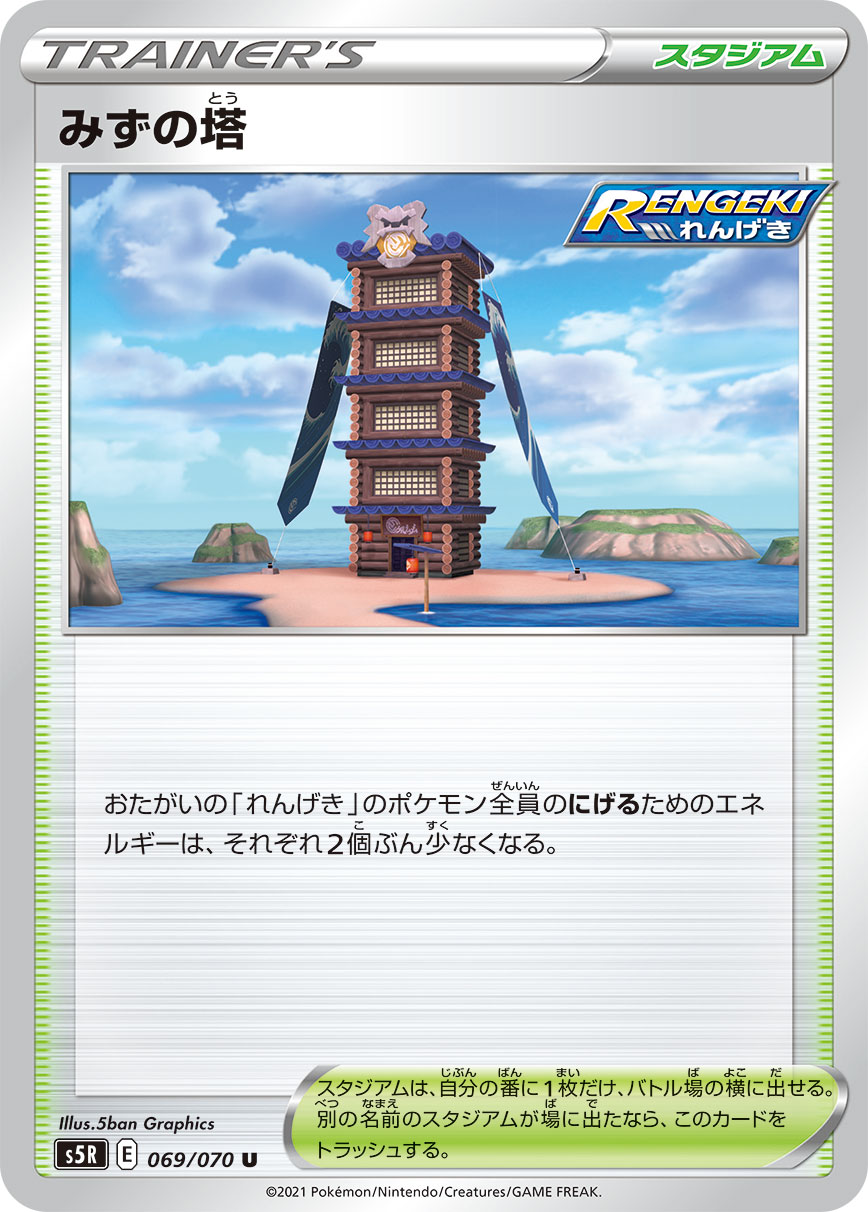 TRAINER'S
スタジアム
とう
みずの塔
RENGEKI
れんげき
ぜんいん
おたがいの「れんげき」のポケモン全員のにげるためのエネ
こ すく
ルギーは、それぞれ2個ぶん少なくなる。
じぶん ばん まい ば よこ だ
スタジアムは、自分の番に1枚だけ、バトル場の横に出せる。
べつ なまえ ば で
別の名前のスタジアムが場に出たなら、このカードを
トラッシュする。
Illus.5ban Graphics
s5R E 069/070 U
©2021 Pokémon/Nintendo/Creatures/GAME FREAK.